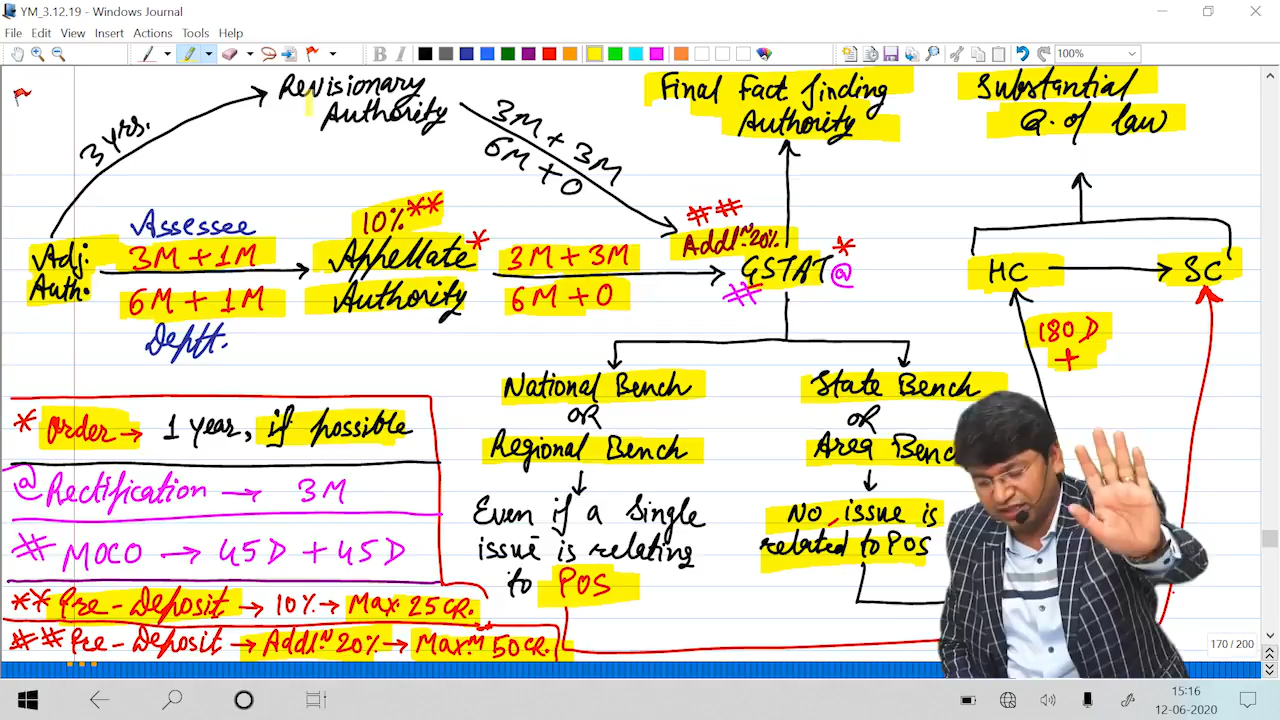 YM_3.12.19 - Windows Journal
File Edit View Insert Actions Tools Help
100%
Revisionary
Authority
3 yrs.
3M + 3M
6M + 0
Final Fact finding
Authority
Substantial
Q. of law
Adj.
Auth.
Assessee
3M + 1M
6M + 1M
Deptt.
10%**
Appellate*
Authority
3M + 3M
6M + 0
##
Addl.N 20%
GSTAT*
@
##
HC
SC
180 D
+
National Bench
OR
Regional Bench
Even if a Single
issue is relating
to POS
State Bench
OR
Area Benc
No, issue is
related to POS
* Order → 1 year, if possible
@ Rectification → 3M
# MOCO → 45 D + 45 D
** Pre-Deposit → 10% → Max. 25 CR.
## Pre-Deposit → Addl.N 20% → Max.M 50 CR.
170 / 200
15:16
12-06-2020